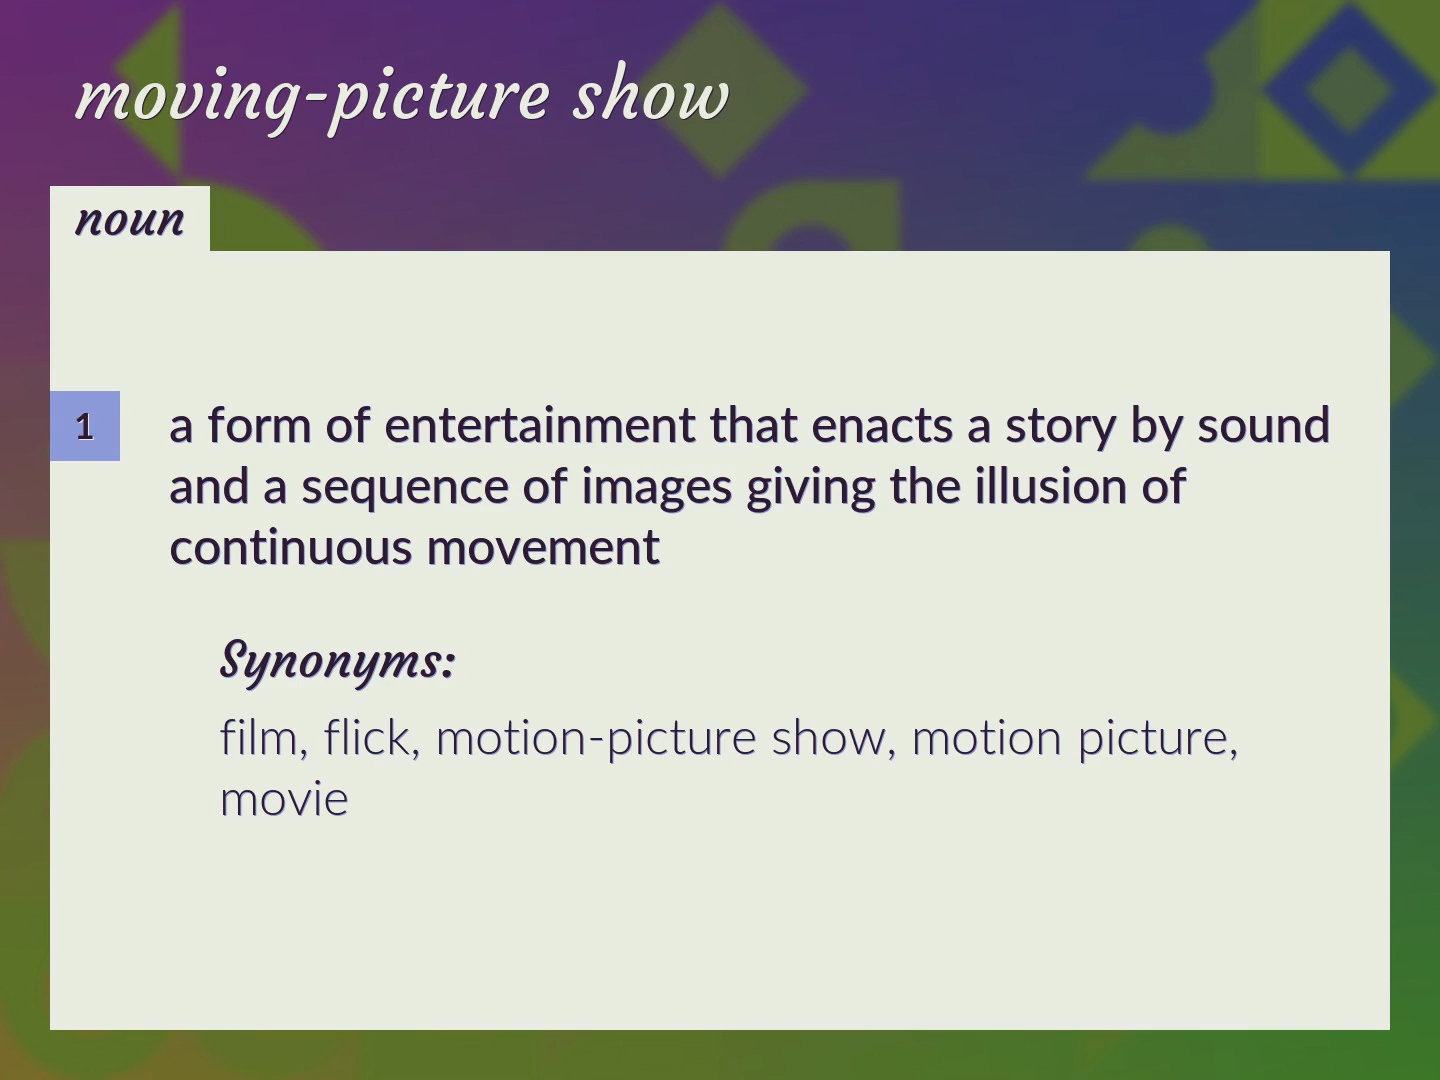 moving-picture show
noun
1
a form of entertainment that enacts a story by sound
and a sequence of images giving the illusion of
continuous movement
Synonyms:
film, flick, motion-picture show, motion picture,
movie